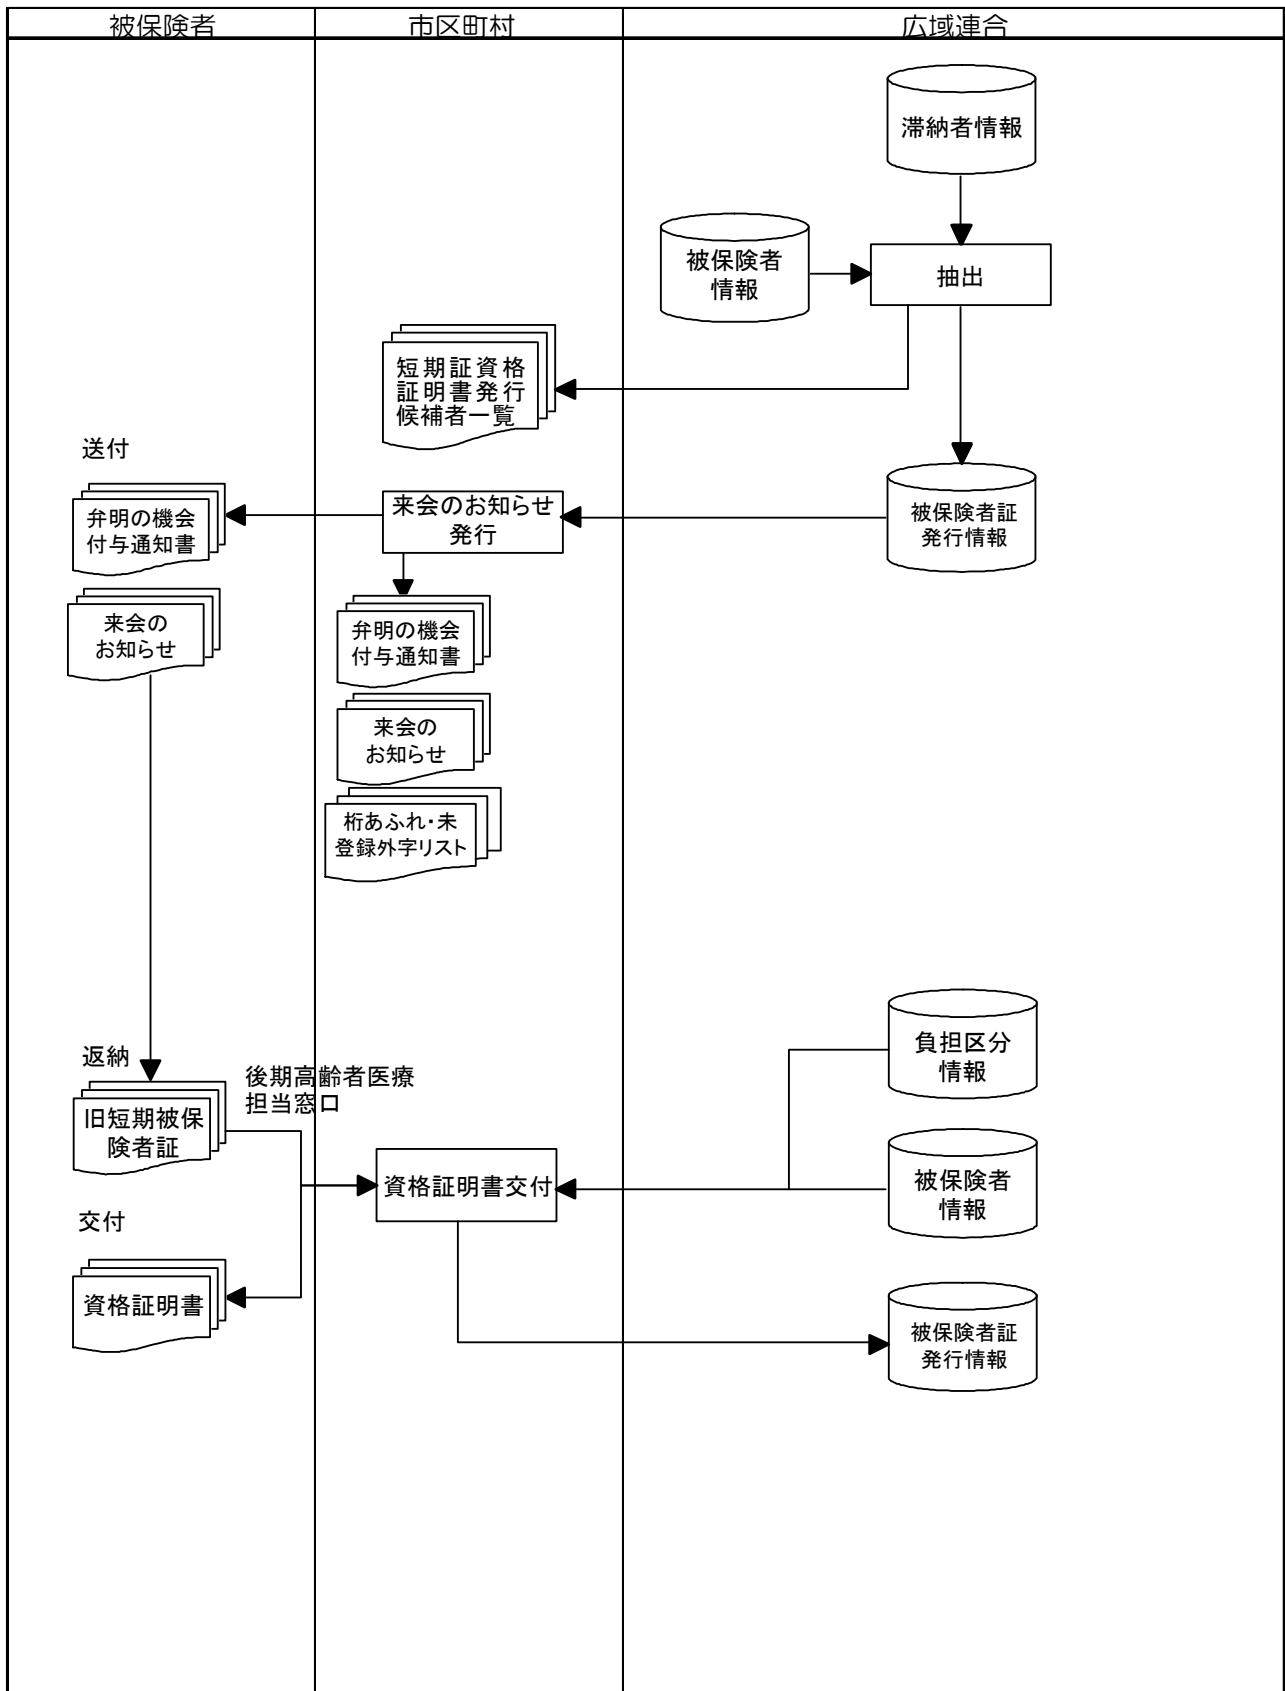 被保険者
市区町村
広域連合
滞納者情報
被保険者
情報
抽出
短期証資格
証明書発行
候補者一覧
送付
弁明の機会
付与通知書
来会のお知らせ
発行
被保険者証
発行情報
来会の
お知らせ
弁明の機会
付与通知書
来会の
お知らせ
桁あふれ・未
登録外字リスト
負担区分
情報
返納
後期高齢者医療
担当窓口
旧短期被保
険者証
資格証明書交付
被保険者
情報
交付
資格証明書
被保険者証
発行情報